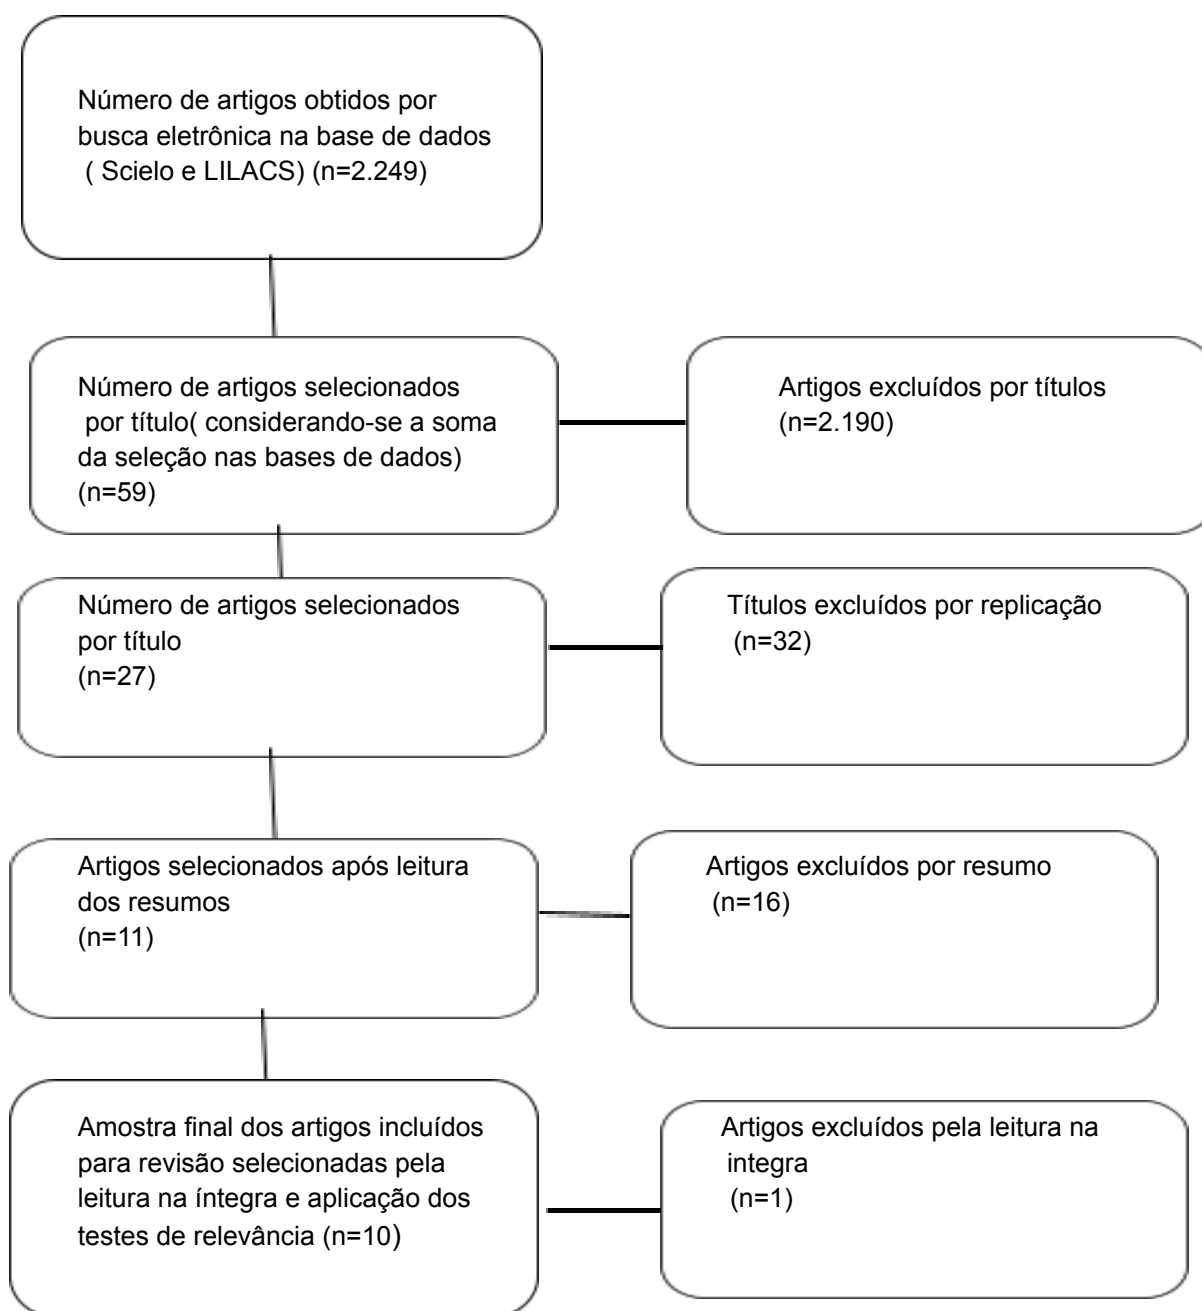 Número de artigos obtidos por
busca eletrônica na base de dados
( Scielo e LILACS) (n=2.249)
Número de artigos selecionados
por título( considerando-se a soma
da seleção nas bases de dados)
(n=59)
Artigos excluídos por títulos
(n=2.190)
Número de artigos selecionados
por título
(n=27)
Títulos excluídos por replicação
(n=32)
Artigos selecionados após leitura
dos resumos
(n=11)
Artigos excluídos por resumo
(n=16)
Amostra final dos artigos incluídos
para revisão selecionadas pela
leitura na íntegra e aplicação dos
testes de relevância (n=10)
Artigos excluídos pela leitura na
integra
(n=1)